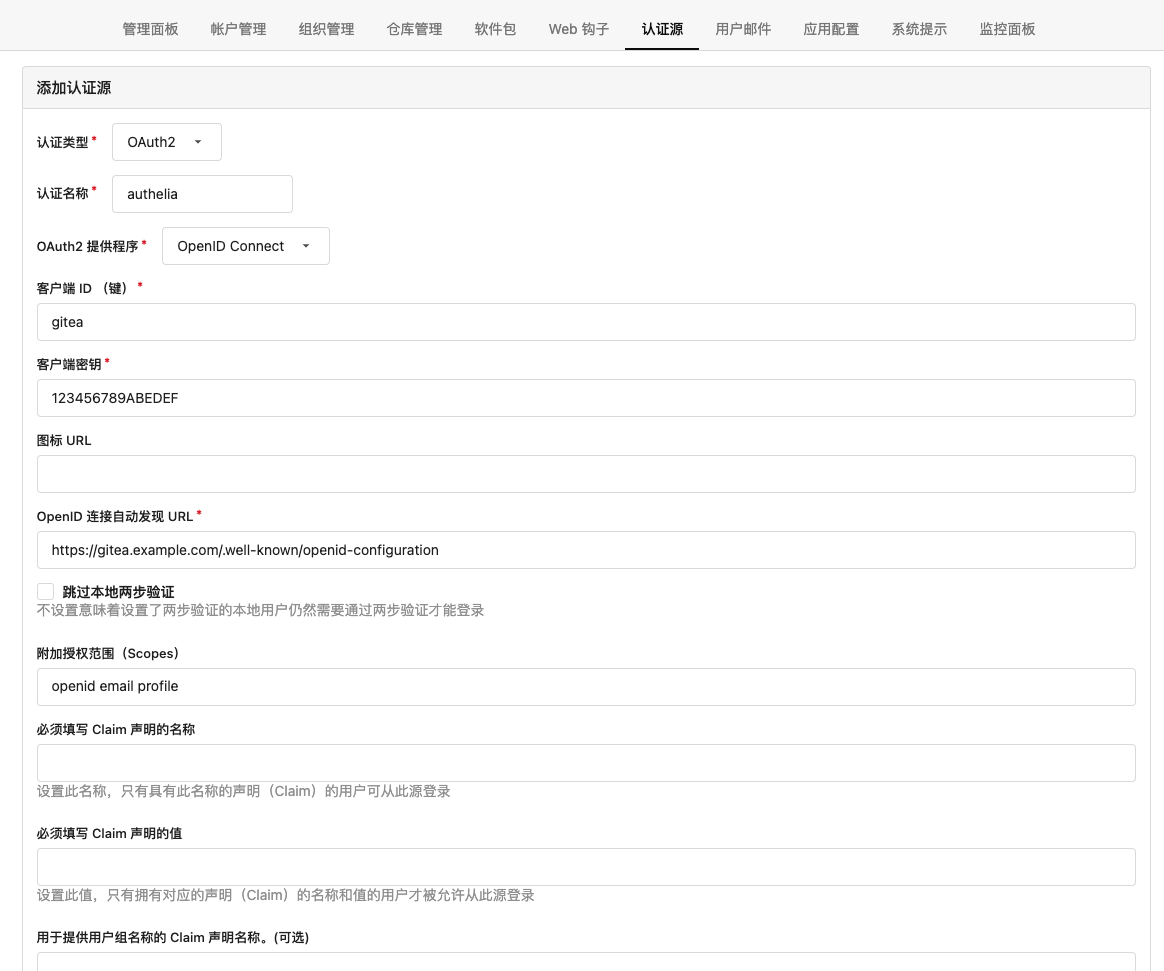 管理面板 帐户管理 组织管理 仓库管理 软件包 Web 钩子 认证源 用户邮件 应用配置 系统提示 监控面板
添加认证源
认证类型* OAuth2
认证名称* authelia
OAuth2 提供程序* OpenID Connect
客户端 ID （键） *
gitea
客户端密钥*
123456789ABEDEF
图标 URL
OpenID 连接自动发现 URL*
https://gitea.example.com/.well-known/openid-configuration
跳过本地两步验证
不设置意味着设置了两步验证的本地用户仍然需要通过两步验证才能登录
附加授权范围（Scopes）
openid email profile
必须填写 Claim 声明的名称
设置此名称，只有具有此名称的声明（Claim）的用户可从此源登录
必须填写 Claim 声明的值
设置此值，只有拥有对应的声明（Claim）的名称和值的用户才被允许从此源登录
用于提供用户组名称的 Claim 声明名称。(可选)